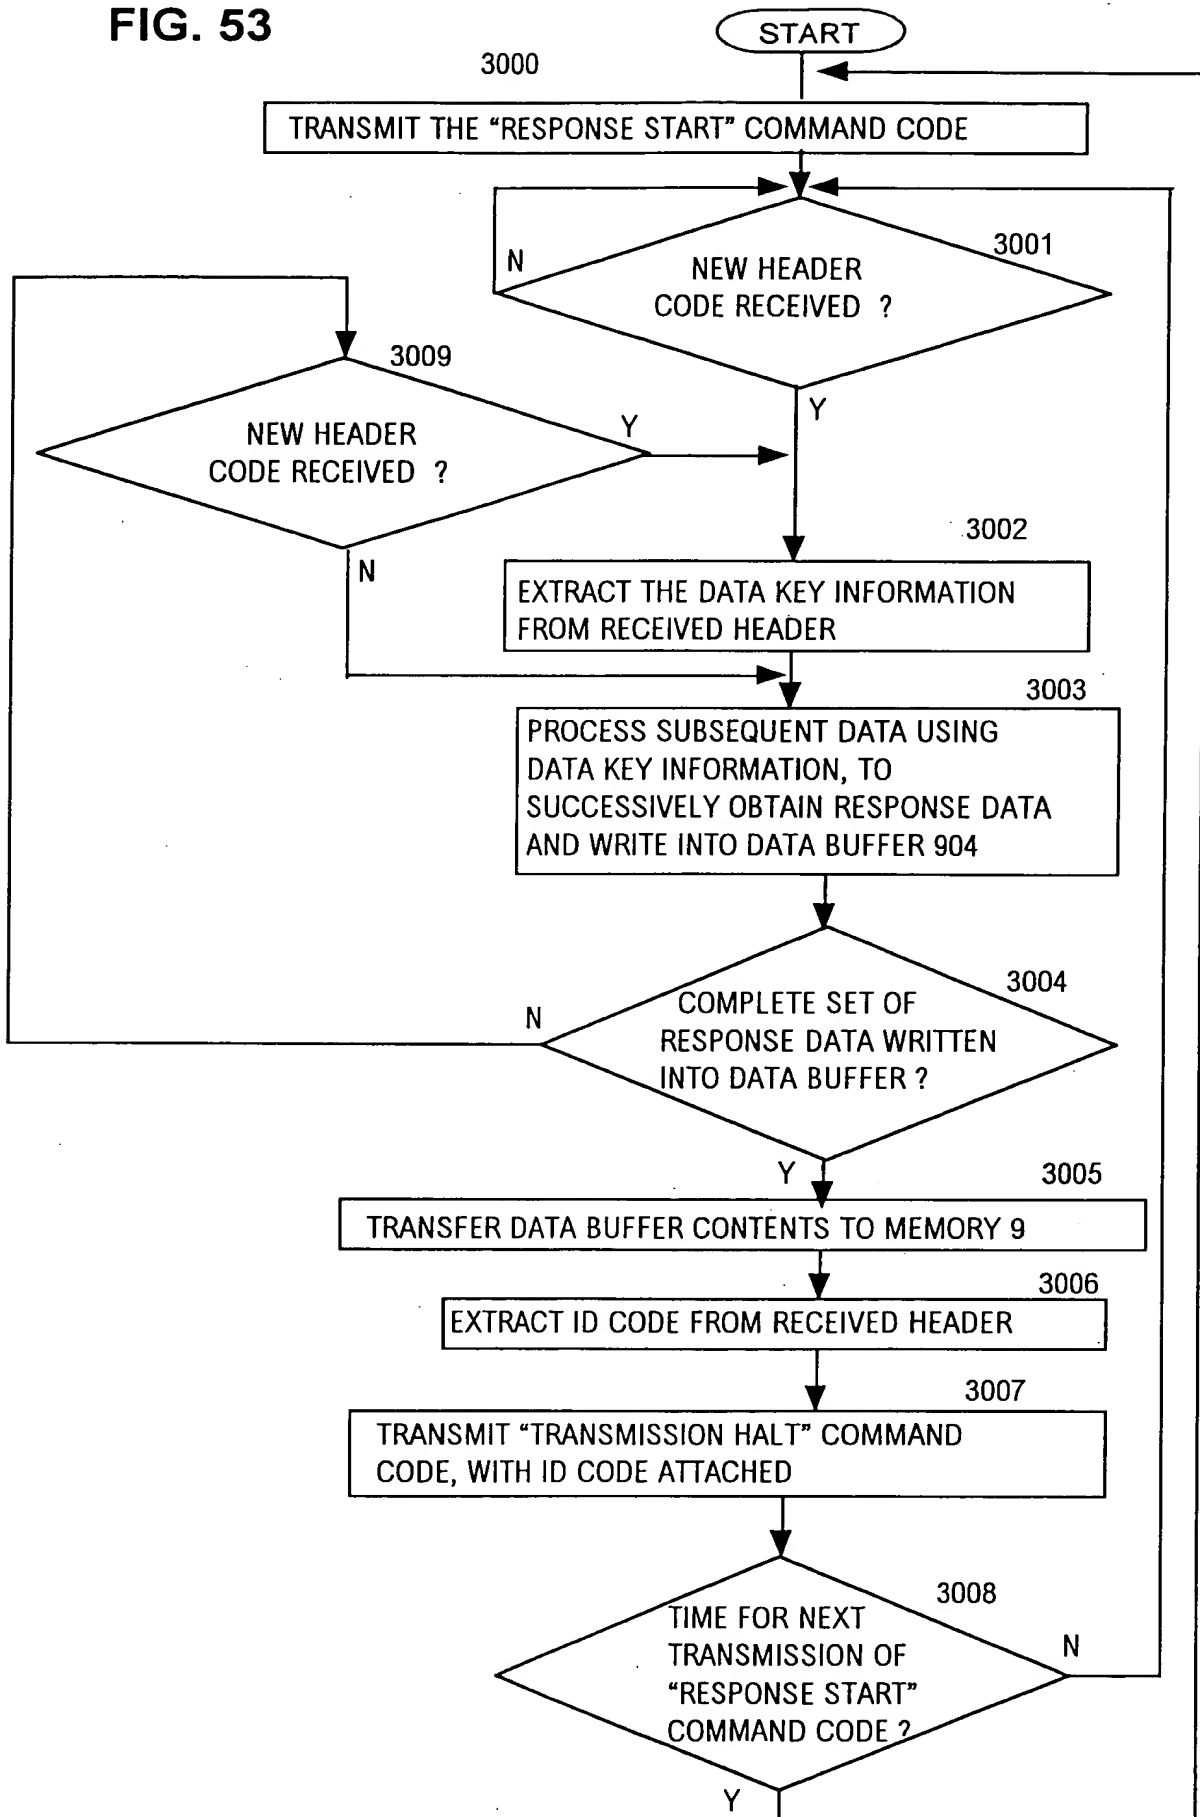 FIG. 53
START
3000
TRANSMIT THE “RESPONSE START” COMMAND CODE
3001
N
NEW HEADER
CODE RECEIVED ?
Y
3009
NEW HEADER
CODE RECEIVED ?
Y
N
3002
EXTRACT THE DATA KEY INFORMATION
FROM RECEIVED HEADER
3003
PROCESS SUBSEQUENT DATA USING
DATA KEY INFORMATION, TO
SUCCESSIVELY OBTAIN RESPONSE DATA
AND WRITE INTO DATA BUFFER 904
3004
N
COMPLETE SET OF
RESPONSE DATA WRITTEN
INTO DATA BUFFER ?
Y
3005
TRANSFER DATA BUFFER CONTENTS TO MEMORY 9
3006
EXTRACT ID CODE FROM RECEIVED HEADER
3007
TRANSMIT “TRANSMISSION HALT” COMMAND
CODE, WITH ID CODE ATTACHED
3008
TIME FOR NEXT
TRANSMISSION OF
“RESPONSE START”
COMMAND CODE ?
N
Y